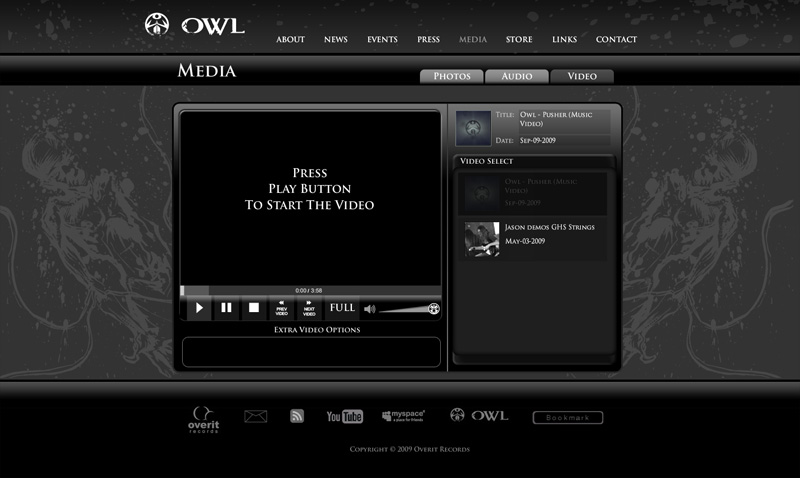 OWL
ABOUT NEWS EVENTS PRESS MEDIA STORE LINKS CONTACT
MEDIA
PHOTOS AUDIO VIDEO
PRESS
PLAY BUTTON
TO START THE VIDEO
0:00 / 3:58
PREV VIDEO
NEXT VIDEO
FULL
EXTRA VIDEO OPTIONS
TITLE: OWL - PUSHER (MUSIC
VIDEO)
DATE: SEP-09-2009
VIDEO SELECT
OWL - PUSHER (MUSIC
VIDEO)
SEP-09-2009
JASON DEMOS GHS STRINGS
MAY-03-2009
overit
records
YouTube
myspace
a place for friends
OWL
Bookmark
COPYRIGHT © 2009 OVERIT RECORDS